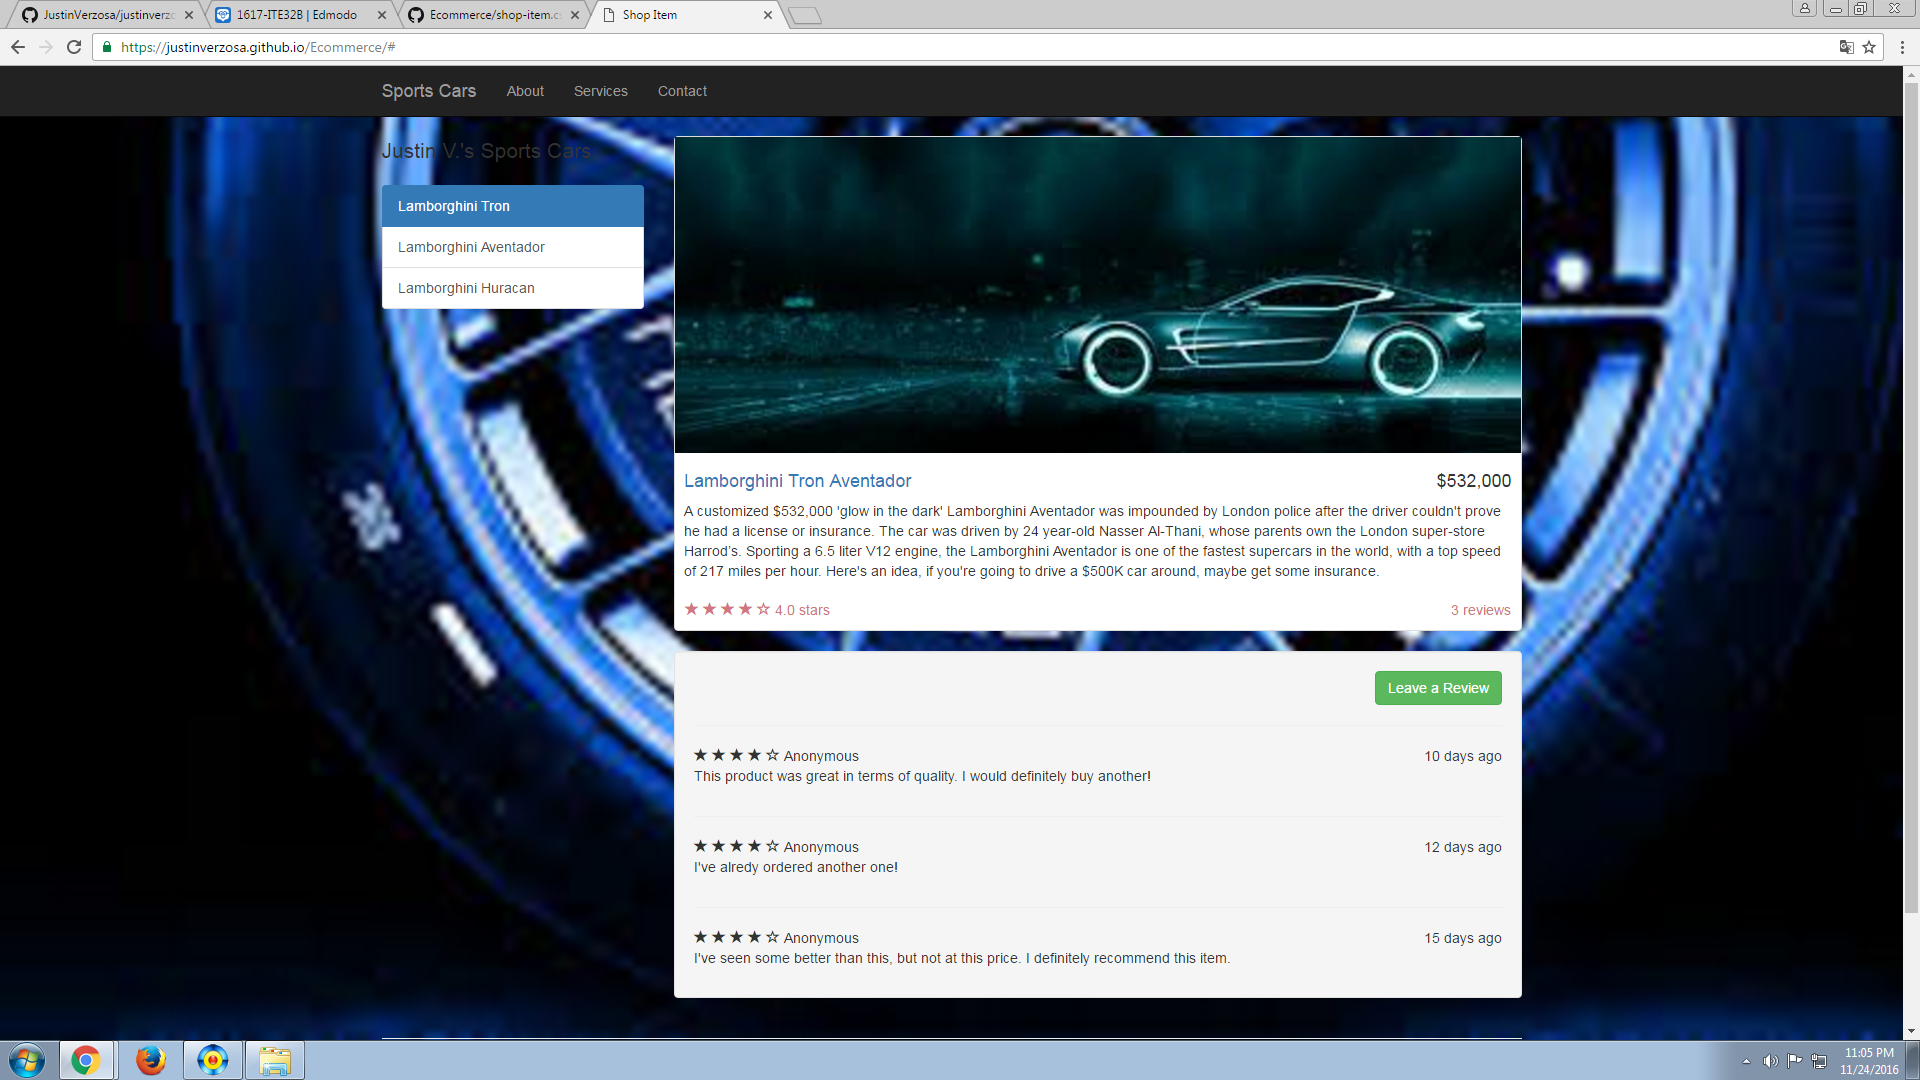 JustinVerzosa/justinverzo
1617-ITE32B | Edmodo
Ecommerce/shop-item.cs
Shop Item
https://justinverzosa.github.io/Ecommerce/#
Sports Cars About Services Contact
Justin V.'s Sports Cars
Lamborghini Tron
Lamborghini Aventador
Lamborghini Huracan
Lamborghini Tron Aventador $532,000
A customized $532,000 'glow in the dark' Lamborghini Aventador was impounded by London police after the driver couldn't prove
he had a license or insurance. The car was driven by 24 year-old Nasser Al-Thani, whose parents own the London super-store
Harrod's. Sporting a 6.5 liter V12 engine, the Lamborghini Aventador is one of the fastest supercars in the world, with a top speed
of 217 miles per hour. Here's an idea, if you're going to drive a $500K car around, maybe get some insurance.
★ ★ ★ ★ ☆ 4.0 stars 3 reviews
Leave a Review
★ ★ ★ ★ ☆ Anonymous 10 days ago
This product was great in terms of quality. I would definitely buy another!
★ ★ ★ ★ ☆ Anonymous 12 days ago
I've alredy ordered another one!
★ ★ ★ ★ ☆ Anonymous 15 days ago
I've seen some better than this, but not at this price. I definitely recommend this item.
11:05 PM
11/24/2016